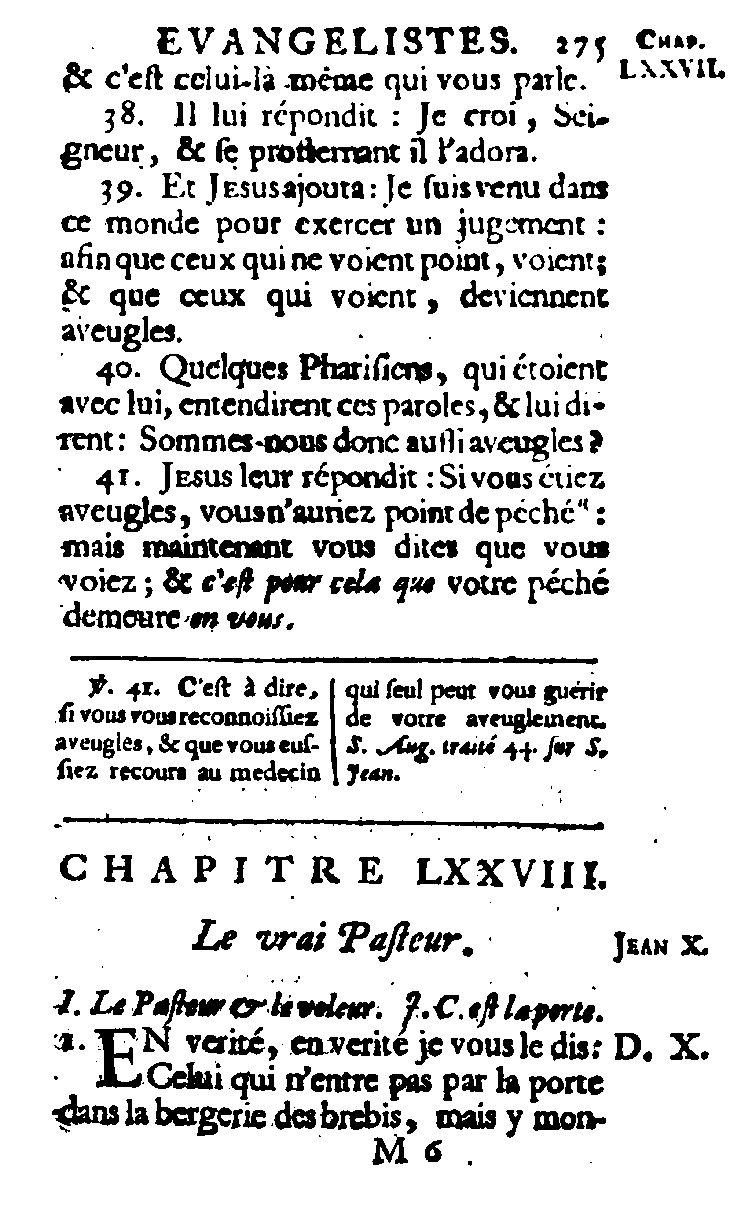 EVANGELISTES. 275 CHAP. LXXVII.
& c'eſt celui-là même qui vous parle.
38. Il lui répondit : Je croi, Sei-
gneur, & ſe proſternant il l'adora.
39. Et JESUS ajouta : Je ſuis venu dans
ce monde pour exercer un jugement :
afin que ceux qui ne voient point, voient;
& que ceux qui voient, deviennent
aveugles.
40. Quelques Phariſiens, qui étoient
avec lui, entendirent ces paroles, & lui di-
rent : Sommes-nous donc auſſi aveugles?
41. JESUS leur répondit : Si vous étiez
aveugles, vous n'auriez point de péché" :
mais maintenant vous dites que vous
voiez ; & c'eſt pour cela que votre péché
demeure en vous.
℣. 41. C'eſt à dire,
ſi vous vous reconnoiſſiez
aveugles, & que vous euſ-
ſiez recours au medecin
qui ſeul peut vous guérir
de votre aveuglement.
S. Aug. traité 44. ſur S.
Jean.
CHAPITRE LXXVIII.
Le vrai Paſteur. JEAN X.
1. Le Paſteur & le voleur. J. C. eſt la porte.
1. EN verité, en verité je vous le dis: D. X.
Celui qui n'entre pas par la porte
dans la bergerie des brebis, mais y mon-
M 6